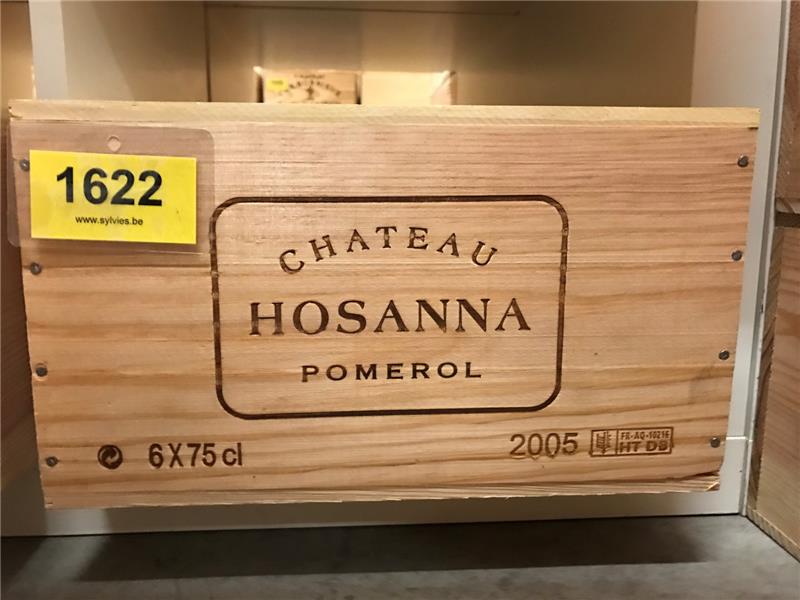 1622
www.sylvies.be
CHATEAU
HOSANNA
POMEROL
6X75cl
2005
FR-AQ-10216
HT DB